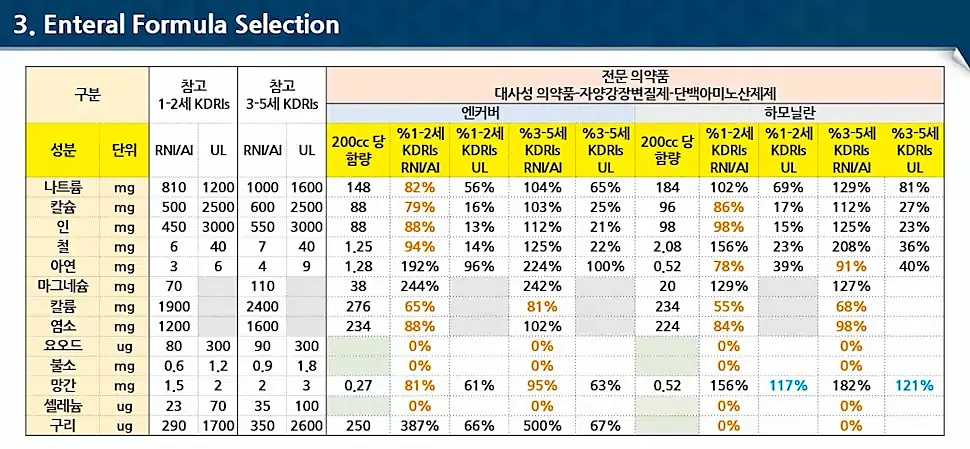 3. Enteral Formula Selection
구분 참고 1-2세 KDRIs 참고 3-5세 KDRIs 전문 의약품
대사성 의약품-자양강장변질제-단백아미노산제제
엔커버 하모닐란
성분 단위 RNI/AI UL RNI/AI UL 200cc 당 함량 %1-2세 KDRIs RNI/AI %1-2세 KDRIs UL %3-5세 KDRIs RNI/AI %3-5세 KDRIs UL 200cc 당 함량 %1-2세 KDRIs RNI/AI %1-2세 KDRIs UL %3-5세 KDRIs RNI/AI %3-5세 KDRIs UL
나트륨 mg 810 1200 1000 1600 148 82% 56% 104% 65% 184 102% 69% 129% 81%
칼슘 mg 500 2500 600 2500 88 79% 16% 103% 25% 96 86% 17% 112% 27%
인 mg 450 3000 550 3000 88 88% 13% 112% 21% 98 98% 15% 125% 23%
철 mg 6 40 7 40 1.25 94% 14% 125% 22% 2.08 156% 23% 208% 36%
아연 mg 3 6 4 9 1.28 192% 96% 224% 100% 0.52 78% 39% 91% 40%
마그네슘 mg 70 110 38 244% 242% 20 129% 127%
칼륨 mg 1900 2400 276 65% 81% 234 55% 68%
염소 mg 1200 1600 234 88% 102% 224 84% 98%
요오드 ug 80 300 90 300 0% 0% 0% 0%
불소 mg 0.6 1.2 0.9 1.8 0% 0% 0% 0%
망간 mg 1.5 2 2 3 0.27 81% 61% 95% 63% 0.52 156% 117% 182% 121%
셀레늄 ug 23 70 35 100 0% 0% 0% 0%
구리 ug 290 1700 350 2600 250 387% 66% 500% 67% 0% 0%